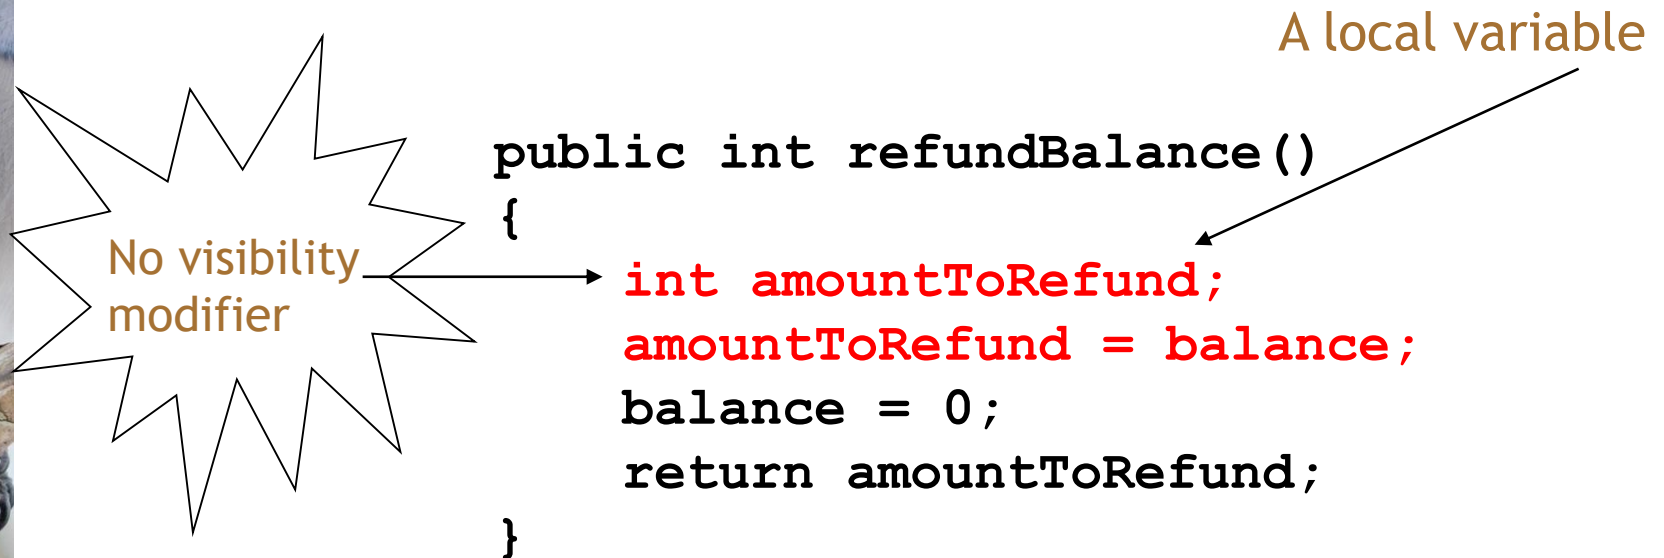 A local variable
public int refundBalance()
{
No visibility
modifier
int amountToRefund;
amountToRefund = balance;
balance = 0;
return amountToRefund;
}